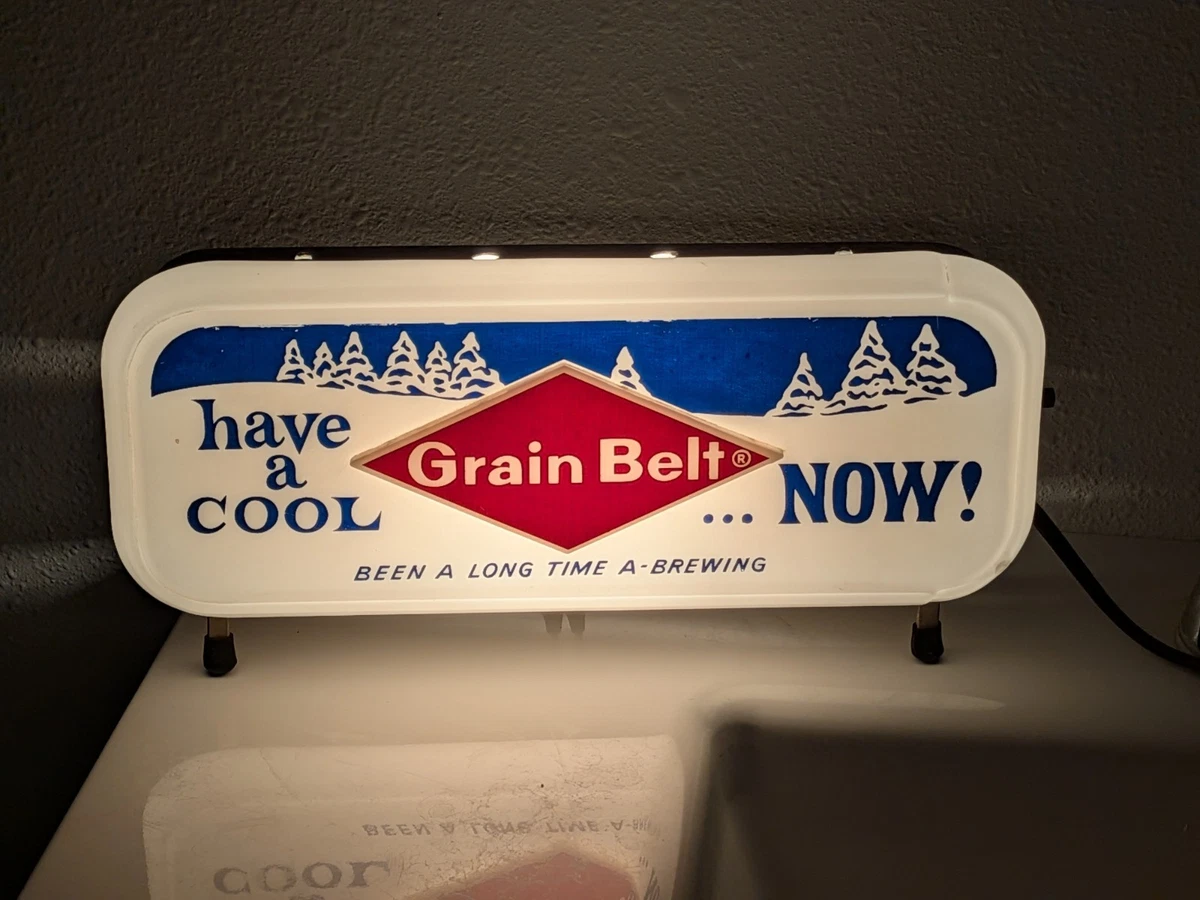 have
a
COOL
Grain Belt®
... NOW!
BEEN A LONG TIME A-BREWING